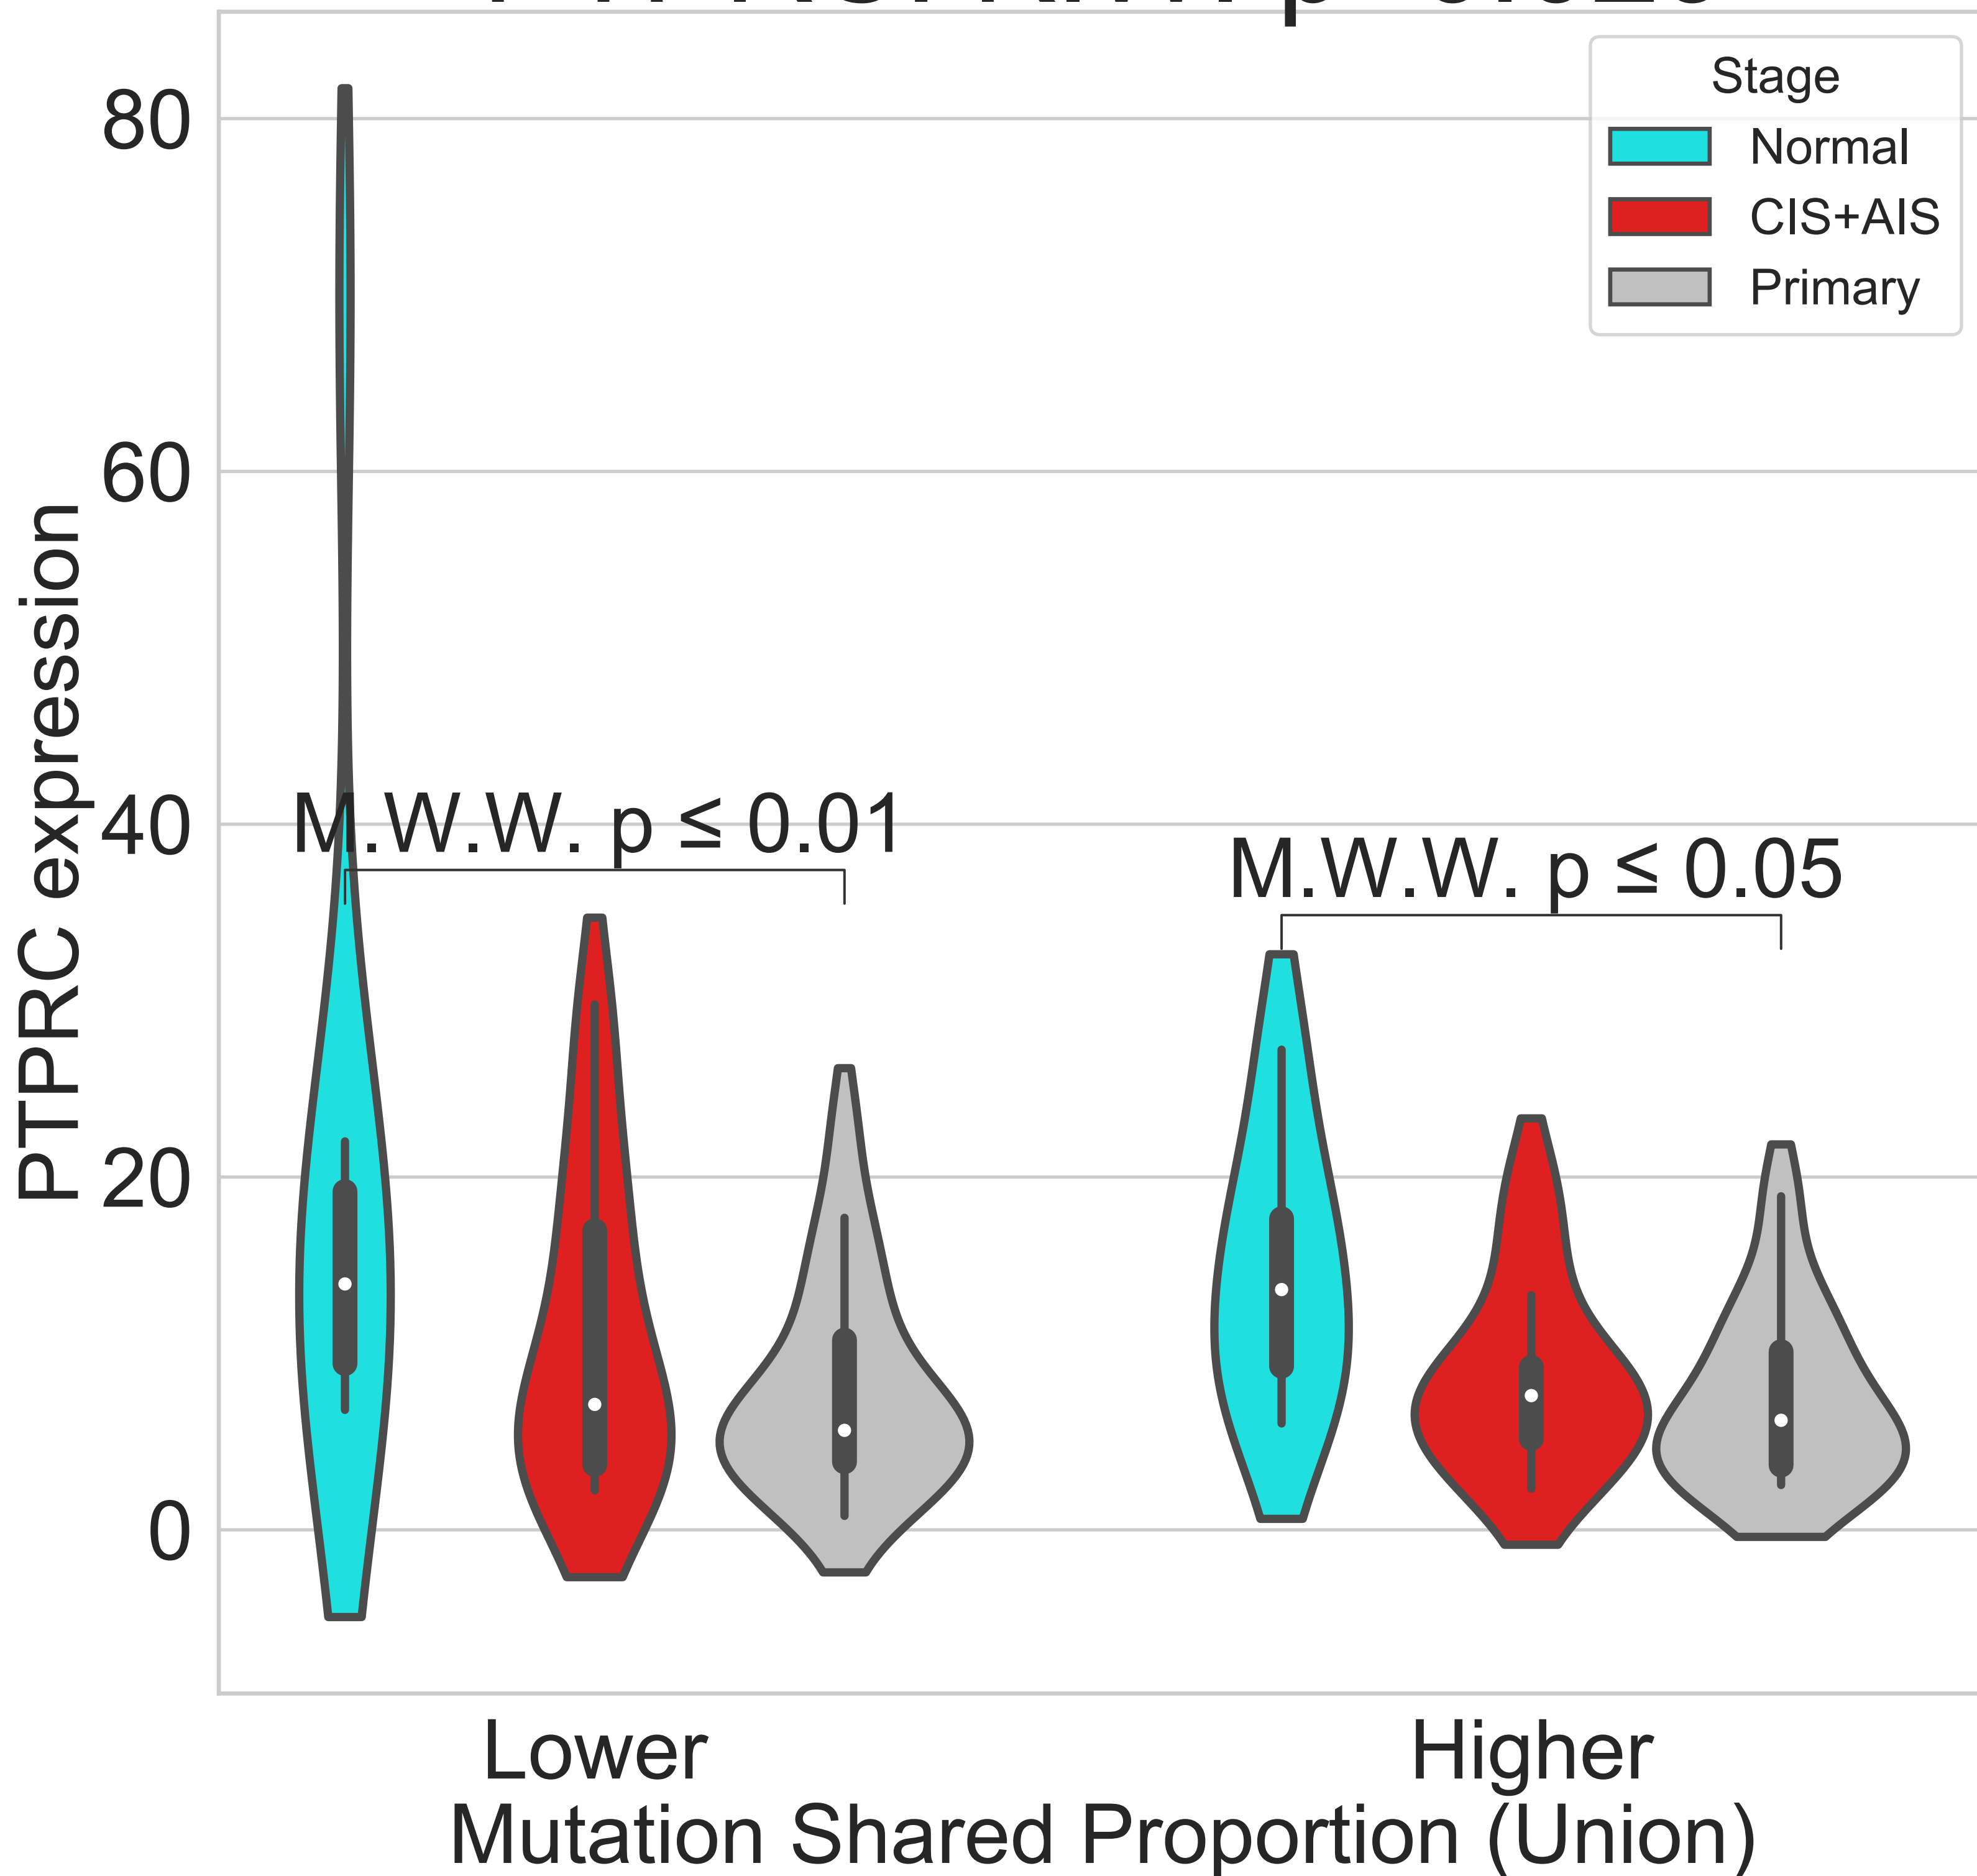 Stage
Normal
CIS+AIS
Primary
80
60
40
20
0
PTPRC expression
M.W.W. p ≤ 0.01
M.W.W. p ≤ 0.05
Lower
Higher
Mutation Shared Proportion (Union)